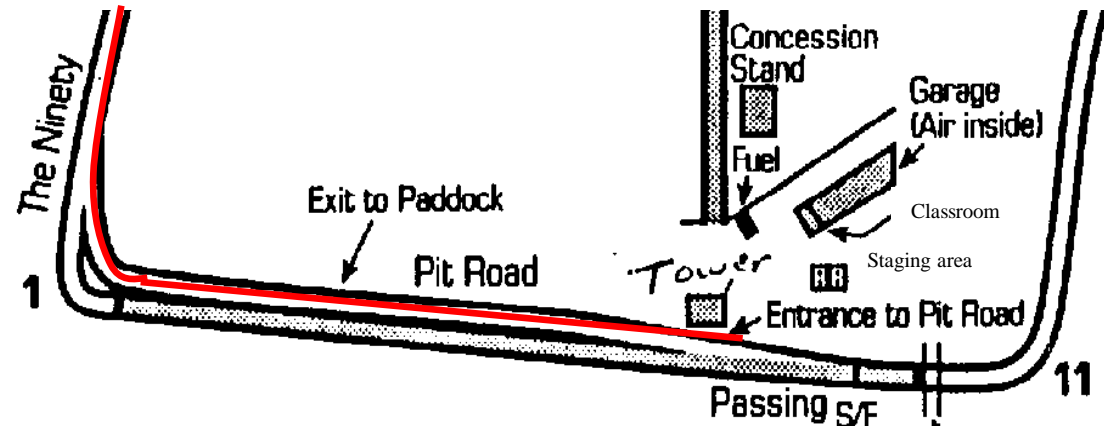 Concession
Stand
Garage
(Air inside)
The Ninety
Fuel
Exit to Paddock
Classroom
Pit Road
Tower
Staging area
1
Entrance to Pit Road
11
Passing
S/F